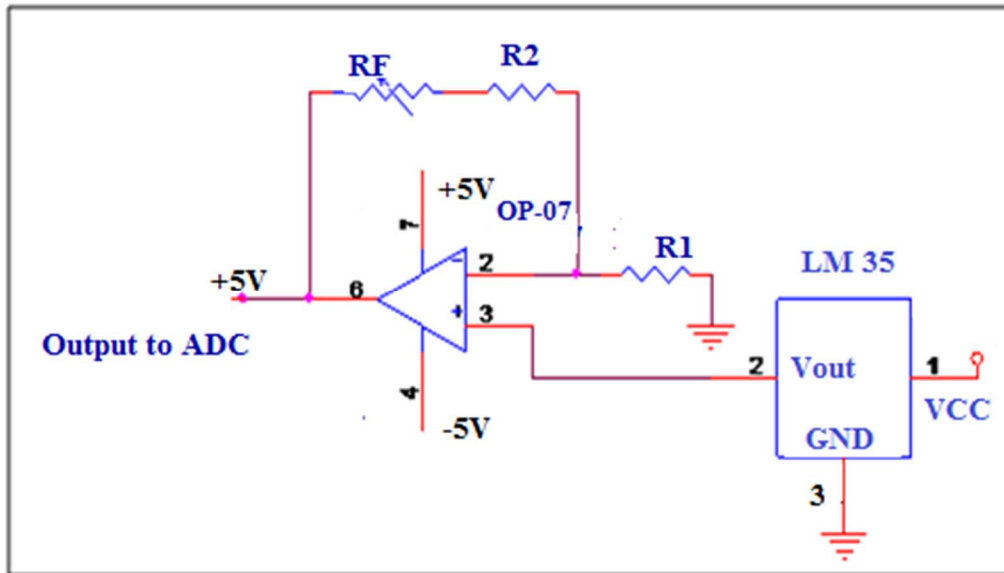 RF
R2
+5V
7
OP-07
R1
LM 35
+5V
6
-
2
+
3
Output to ADC
2
Vout
1
VCC
4
-5V
GND
3